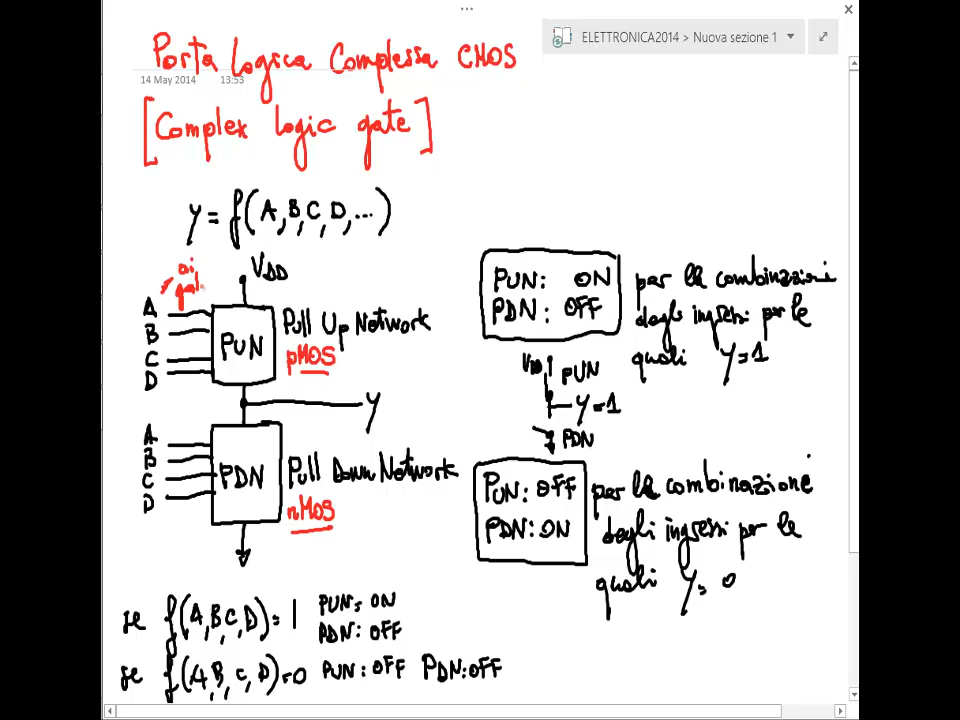 ELETTRONICA2014 > Nuova sezione 1
Porta Logica Complessa CMOS
14 May 2014 13:53
[Complex logic gate]
Y = f(A, B, C, D, ...)
VDD
ai
gat
A
B
C
D
PUN
Pull Up Network
pMOS
Y
A
B
C
D
PDN
Pull Down Network
nMOS
PUN: ON
PDN: OFF
per le combinazioni
degli ingressi per le
quali Y=1
VDD
PUN
Y=1
PDN
PUN: OFF
PDN: ON
per la combinazione
degli ingressi per le
quali Y= 0
se f(A, B, C, D) = 1 PUN: ON
PDN: OFF
se f(A B, C, D) = 0 PUN: OFF PDN: OFF